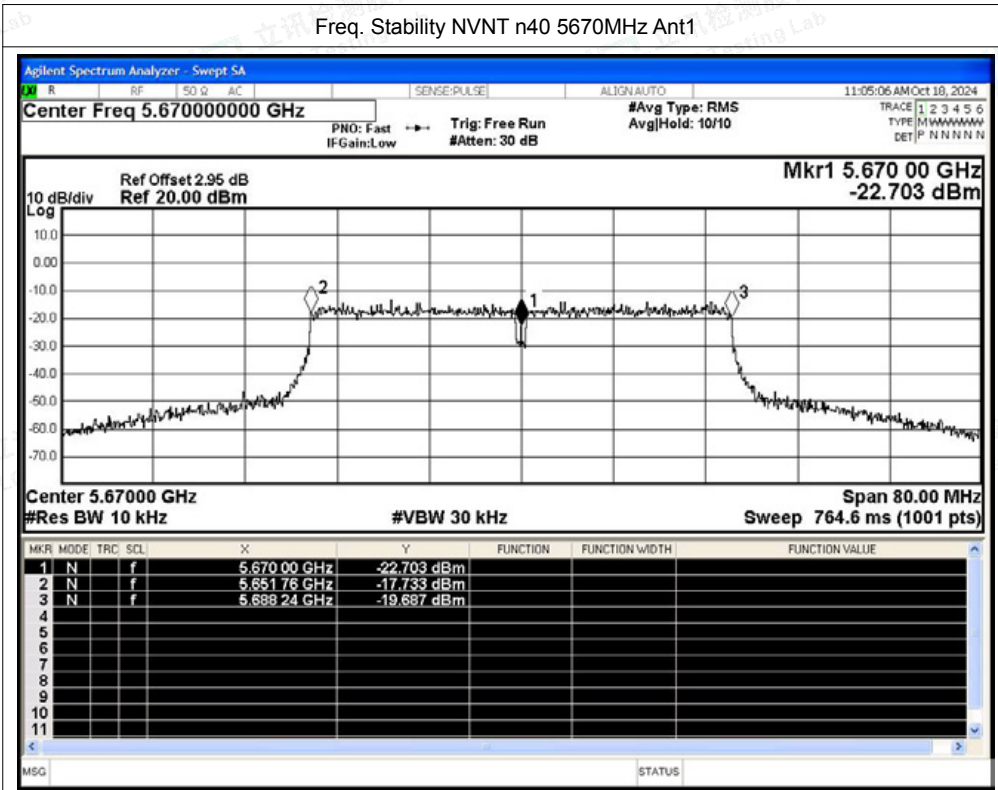 Freq. Stability NVNT n40 5670MHz Ant1
Agilent Spectrum Analyzer - Swept SA
R RF 50 Ω AC SENSE:PULSE ALIGN AUTO 11:05:06 AM Oct 18, 2024
Center Freq 5.670000000 GHz #Avg Type: RMS TRACE 1 2 3 4 5 6
PNO: Fast Trig: Free Run Avg|Hold: 10/10 TYPE M
IFGain:Low #Atten: 30 dB DET P N N N N N
Mkr1 5.670 00 GHz
Ref Offset 2.95 dB
10 dB/div Ref 20.00 dBm -22.703 dBm
Log
10.0
0.00
-10.0
2 1 3
-20.0
-30.0
-40.0
-50.0
-60.0
-70.0
Center 5.67000 GHz Span 80.00 MHz
#Res BW 10 kHz #VBW 30 kHz Sweep 764.6 ms (1001 pts)
MKR MODE TRC SCL X Y FUNCTION FUNCTION WIDTH FUNCTION VALUE
1 N f 5.670 00 GHz -22.703 dBm
2 N f 5.651 76 GHz -17.733 dBm
3 N f 5.688 24 GHz -19.687 dBm
4
5
6
7
8
9
10
11
MSG STATUS